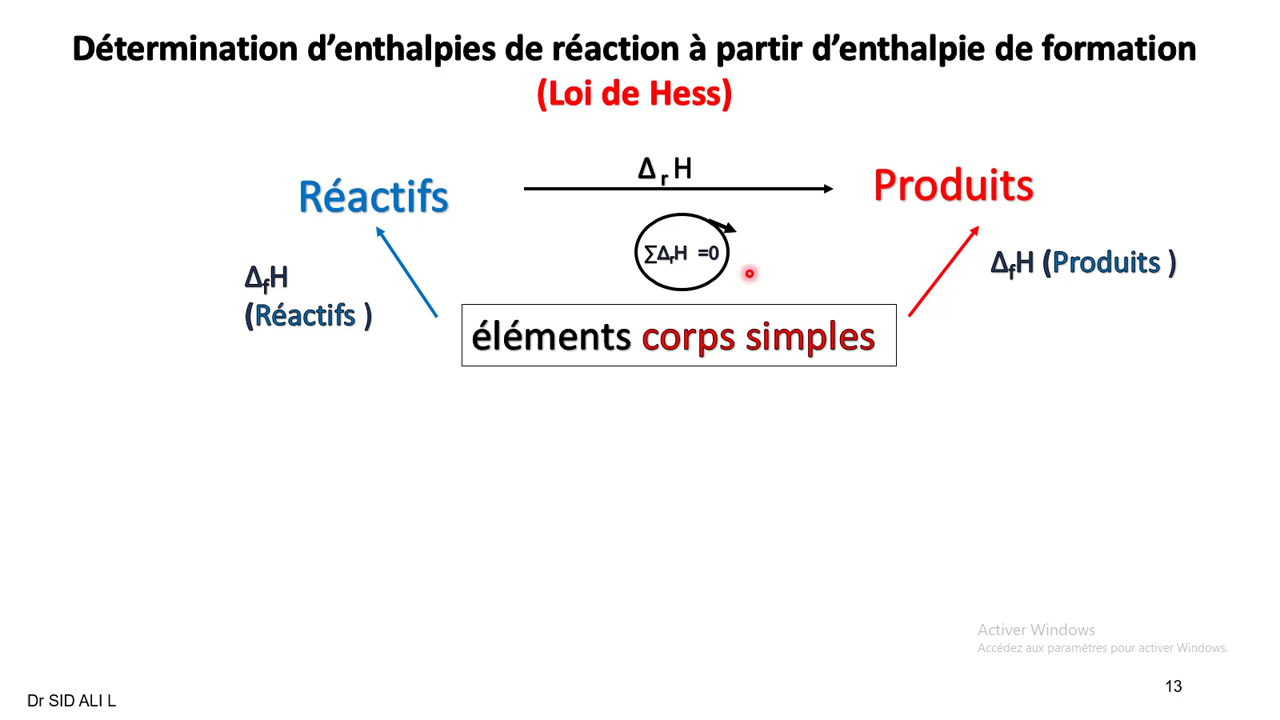 Détermination d’enthalpies de réaction à partir d’enthalpie de formation
(Loi de Hess)
Δ r H
Réactifs
Produits
∑ΔrH =0
ΔfH
(Réactifs )
ΔfH (Produits )
éléments corps simples
Activer Windows
Accédez aux paramètres pour activer Windows.
13
Dr SID ALI L